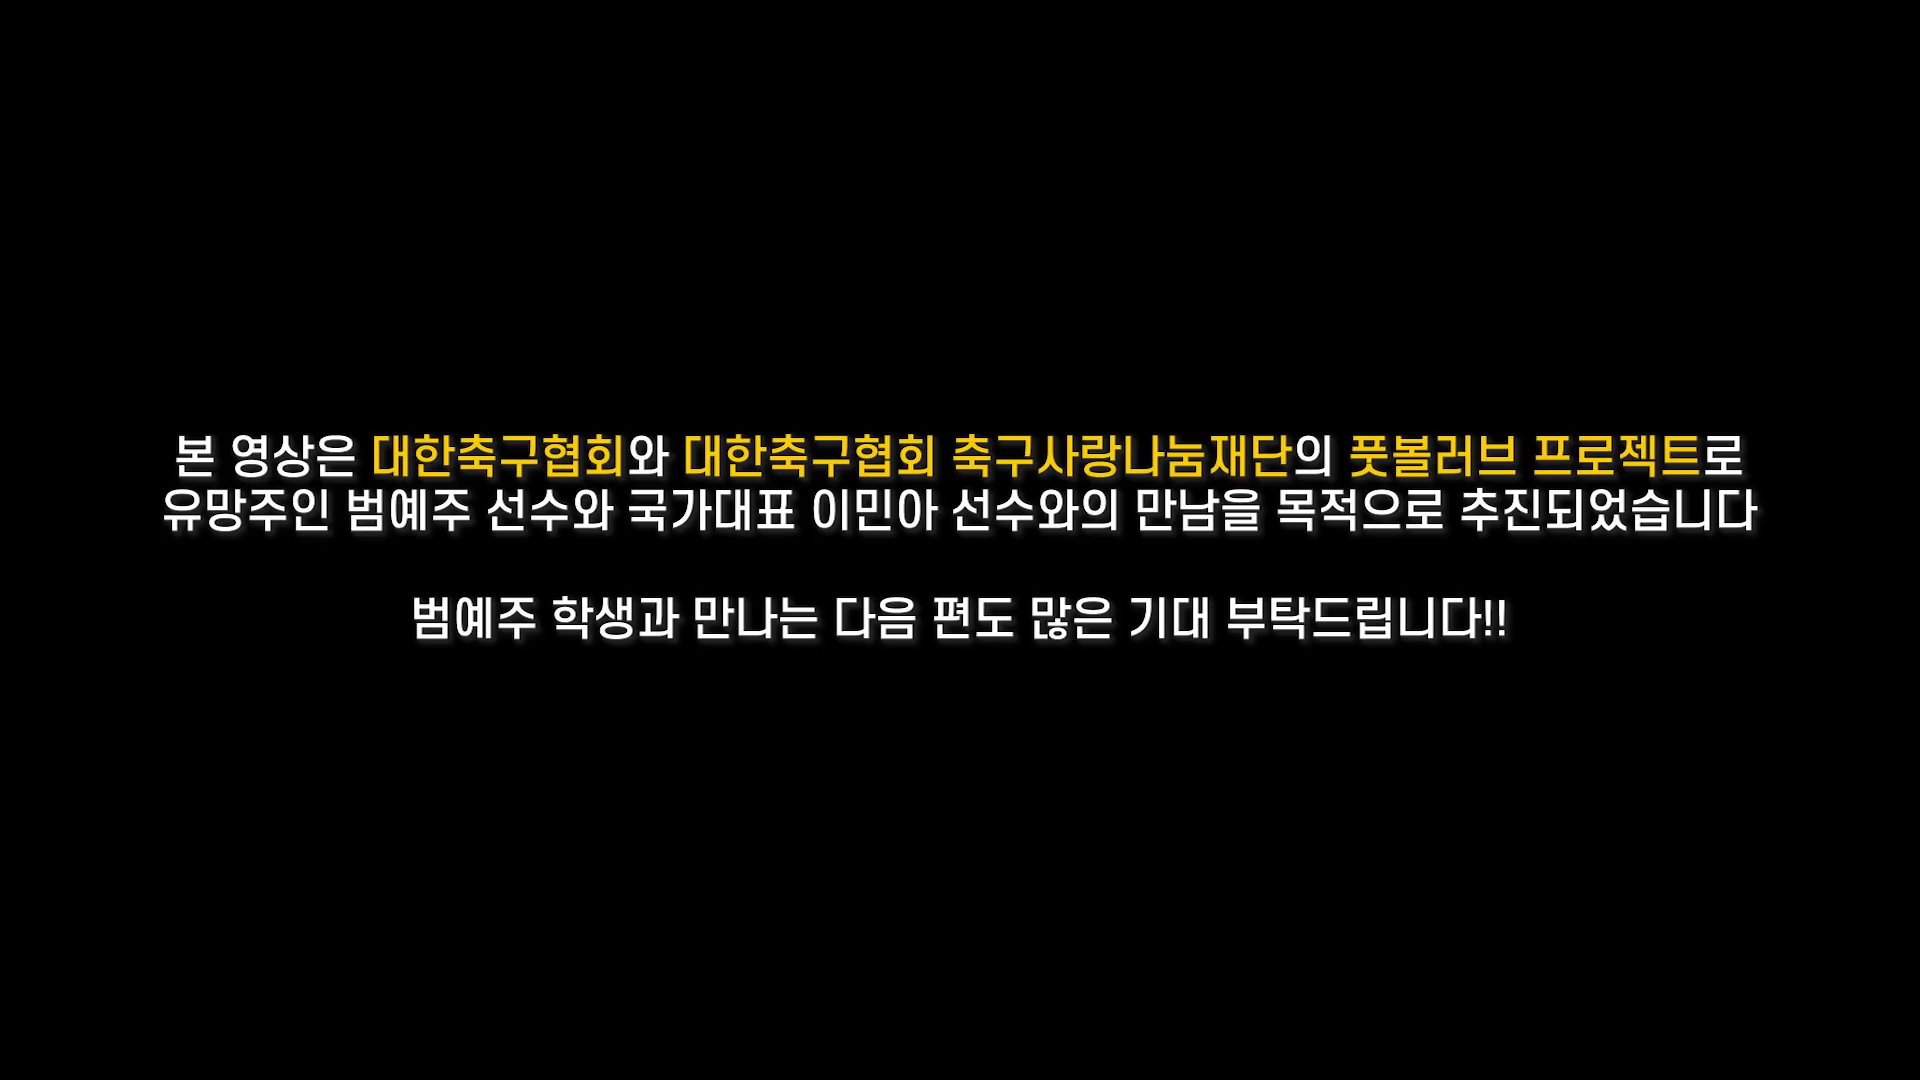 본 영상은 대한축구협회와 대한축구협회 축구사랑나눔재단의 풋볼러브 프로젝트로
유망주인 범예주 선수와 국가대표 이민아 선수와의 만남을 목적으로 추진되었습니다
범예주 학생과 만나는 다음 편도 많은 기대 부탁드립니다!!